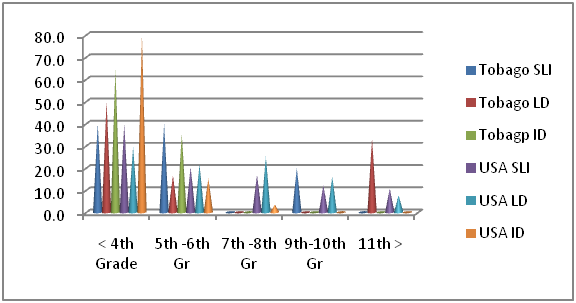 80.0
70.0
60.0
50.0
40.0
30.0
20.0
10.0
0.0
< 4th Grade
5th -6th Gr
7th -8th Gr
9th-10th Gr
11th >
Tobago SLI
Tobago LD
Tobagp ID
USA SLI
USA LD
USA ID